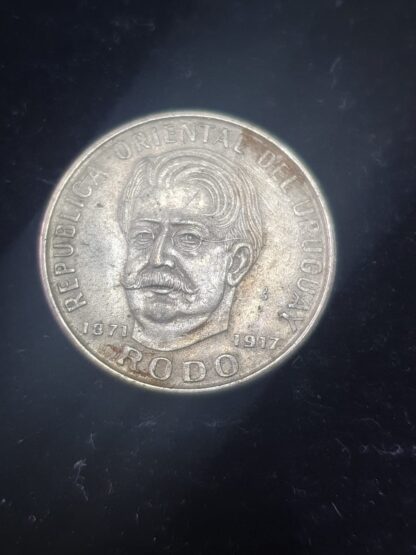 REPUBLICA ORIENTAL DEL URUGUAY
1871 1917
RODO